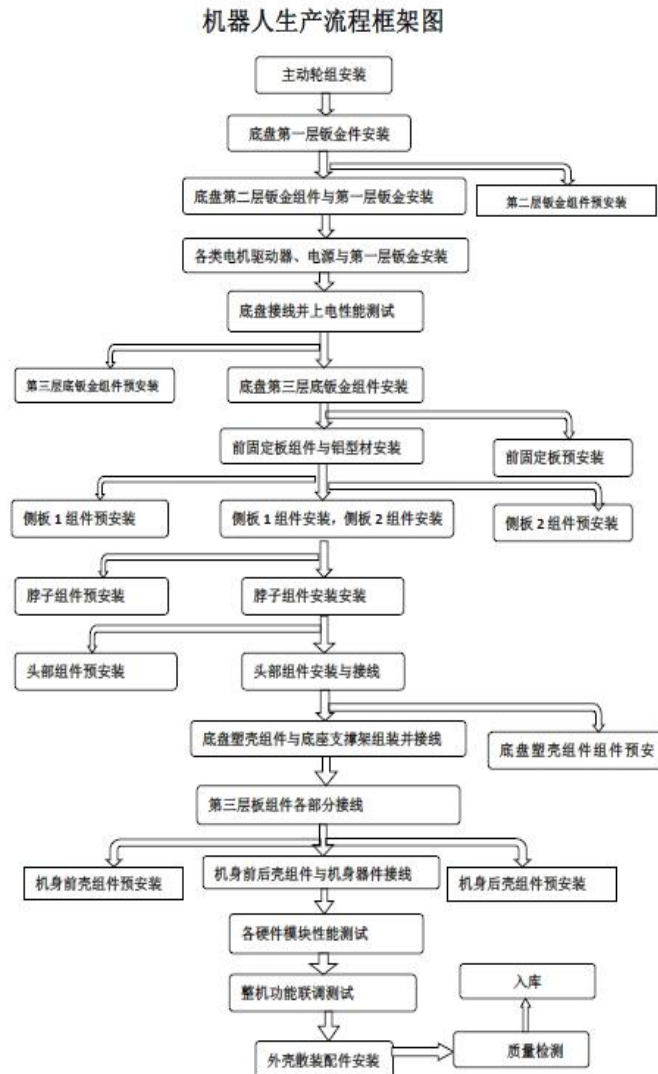 机器人生产流程框架图
主动轮组安装
底盘第一层钣金件安装
底盘第二层钣金组件与第一层钣金安装
第二层钣金组件预安装
各类电机驱动器、电源与第一层钣金安装
底盘接线并上电性能测试
第三层底钣金组件预安装
底盘第三层底钣金组件安装
前固定板组件与铝型材安装
前固定板预安装
侧板1组件预安装
侧板1组件安装，侧板2组件安装
侧板2组件预安装
脖子组件预安装
脖子组件安装安装
头部组件预安装
头部组件安装与接线
底盘塑壳组件与底座支撑架组装并接线
底盘塑壳组件组件预安
第三层板组件各部分接线
机身前壳组件预安装
机身前后壳组件与机身器件接线
机身后壳组件预安装
各硬件模块性能测试
整机功能联调测试
入库
外壳散装配件安装
质量检测